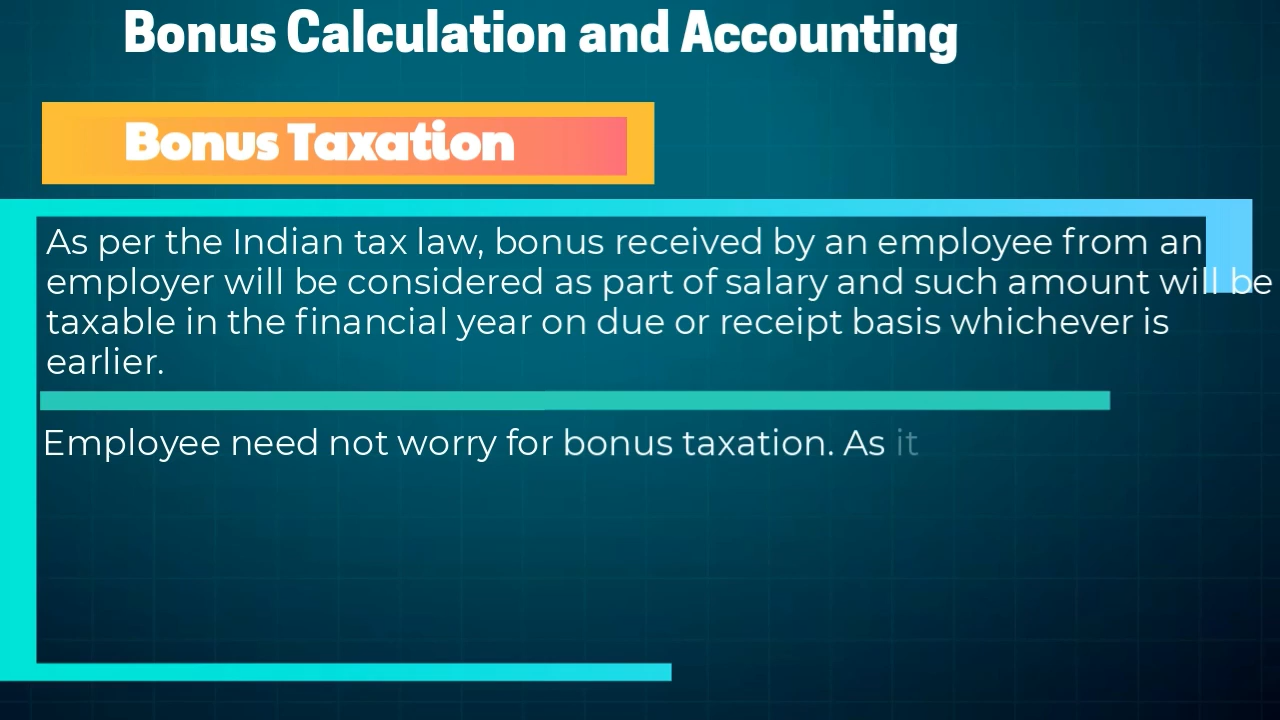 Bonus Calculation and Accounting
Bonus Taxation
As per the Indian tax law, bonus received by an employee from an
employer will be considered as part of salary and such amount will be
taxable in the financial year on due or receipt basis whichever is
earlier.
Employee need not worry for bonus taxation. As it